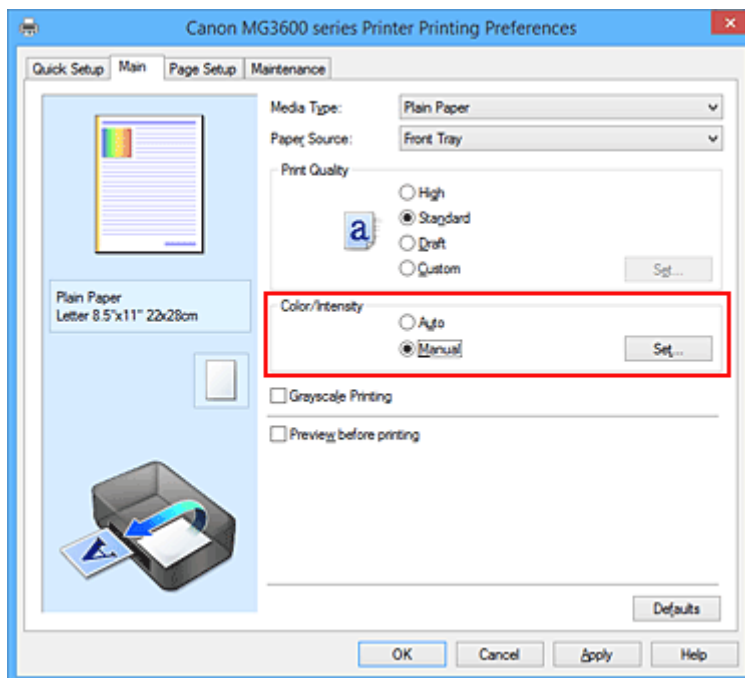 Canon MG3600 series Printer Printing Preferences
Quick Setup Main Page Setup Maintenance
Media Type: Plain Paper
Paper Source: Front Tray
Print Quality
High
a Standard
Draft
Custom Set...
Plain Paper
Letter 8.5"x11" 22x28cm
Color/Intensity
Auto
Manual Set...
Grayscale Printing
Preview before printing
A
Defaults
OK Cancel Apply Help